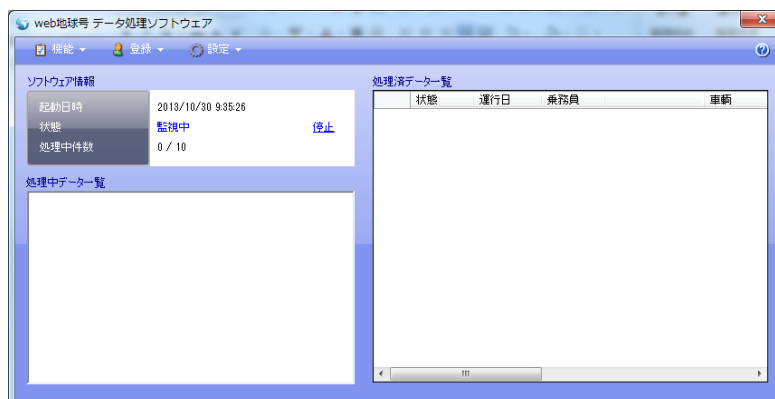 web地球号 データ処理ソフトウェア
機能 登録 設定
ソフトウェア情報
起動日時 2013/10/30 9:35:26
状態 監視中 停止
処理中件数 0 / 10
処理中データ一覧
処理済データ一覧
状態 運行日 乗務員 車輌